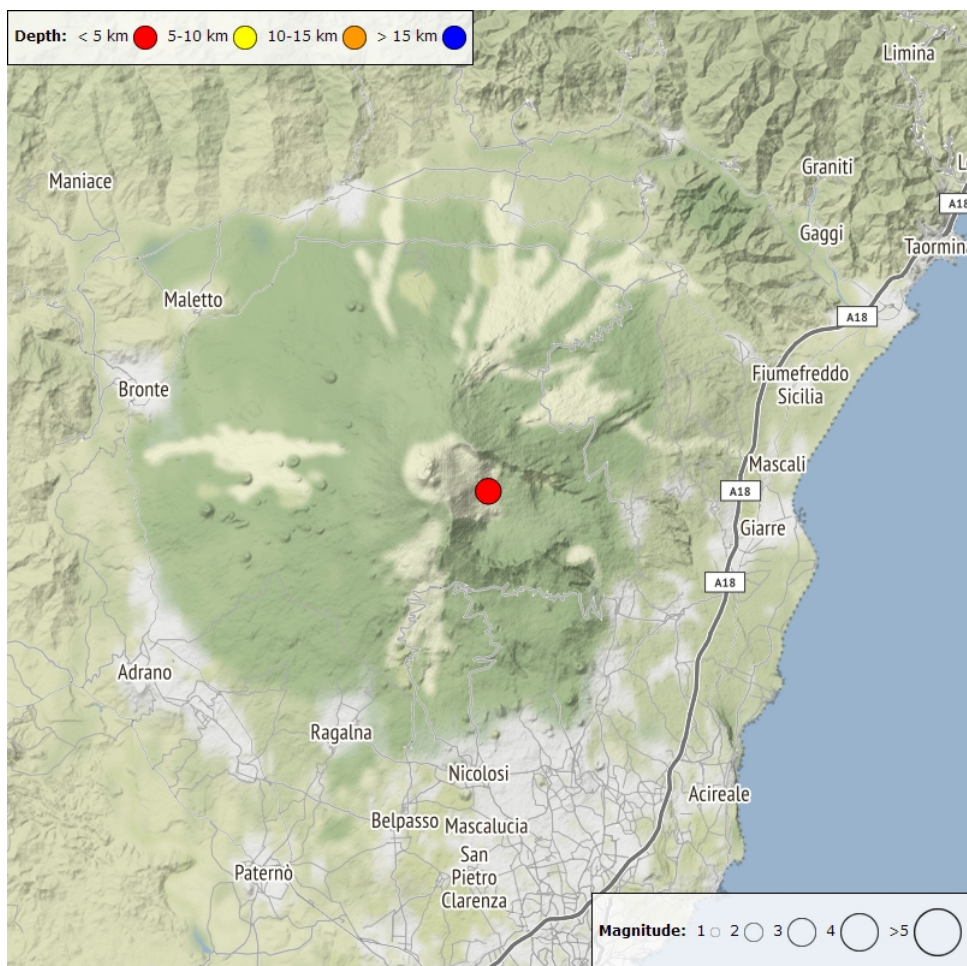 Depth: < 5 km 5-10 km 10-15 km > 15 km
Limina
Maniace
Graniti
A18
Gaggi
Taormina
Maletto
A18
Bronte
Fiumefreddo
Sicilia
Mascali
A18
Giarre
A18
Adrano
Ragalna
Nicolosi
Acireale
Belpasso
Mascalucia
San
Pietro
Clarenza
Paternò
Magnitude: 1 2 3 4 >5